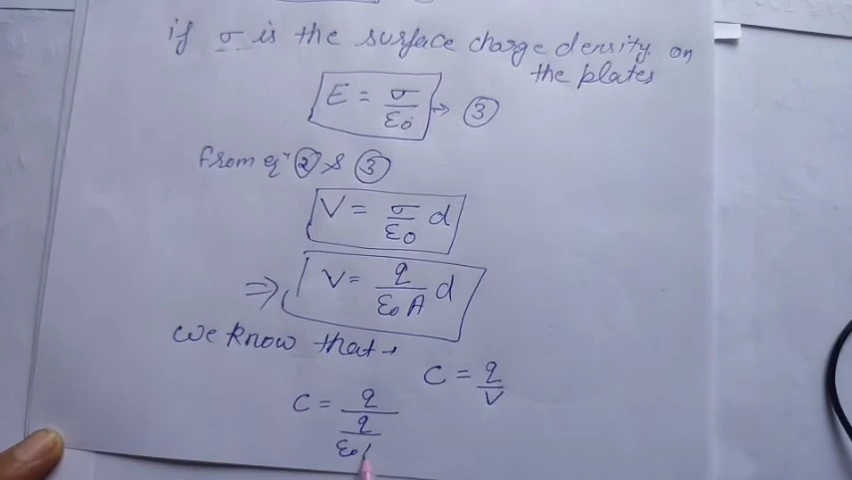 if σ is the surface charge density on
the plates
E = σ/ε₀ → ③
From eqⁿ ② & ③
V = σ/ε₀ d
⇒ V = q/ε₀A d
we know that →
C = q/V
C = q/(q/ε₀